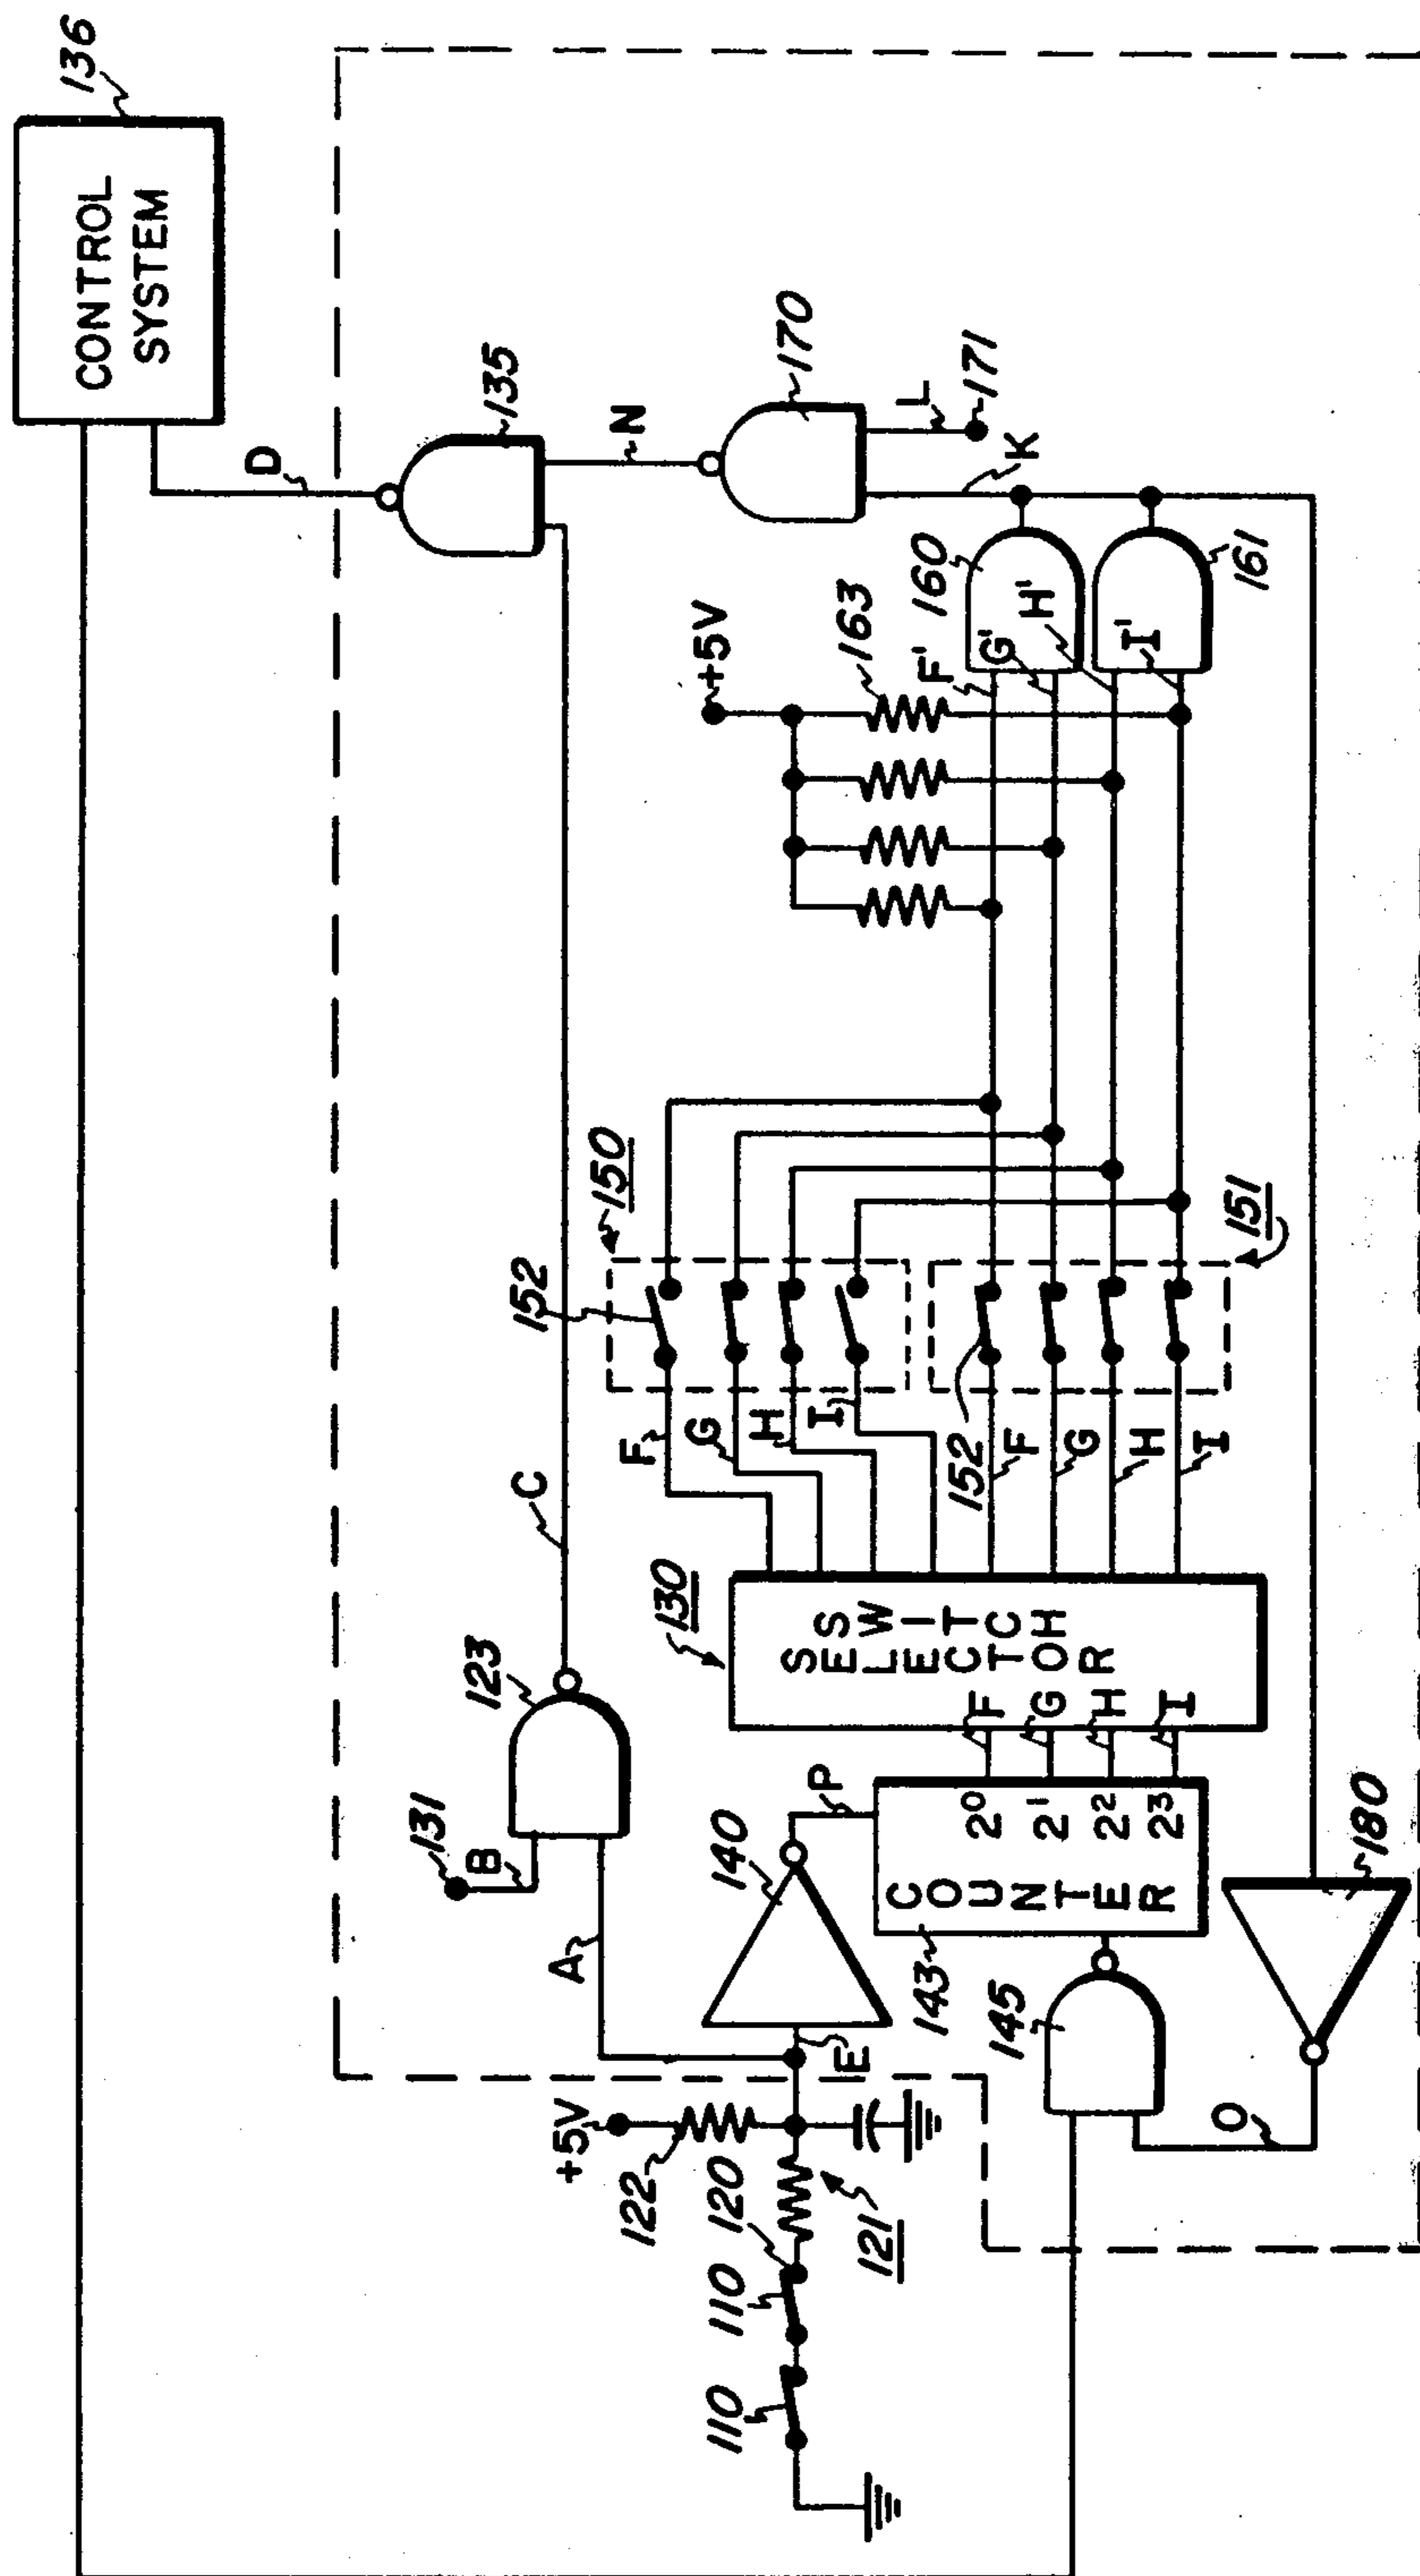 CONTROL
SYSTEM
136
D
135
N
170
L
171
K
160
161
F'
G'
H'
I'
+5V
163
C
123
131
B
A
152
150
151
152
F
G
H
I
F
G
H
I
130
SWITCH
SELECTOR
F
G
H
I
P
140
E
COUNTER
2⁰
2¹
2²
2³
143
145
180
O
+5V
122
120
121
110
110